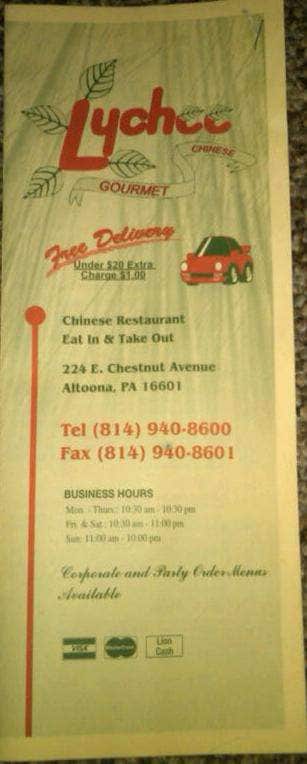 Lychee
CHINESE
GOURMET
Free Delivery
Under $20 Extra
Charge $1.00
Chinese Restaurant
Eat In & Take Out
224 E. Chestnut Avenue
Altoona, PA 16601
Tel (814) 940-8600
Fax (814) 940-8601
BUSINESS HOURS
Mon. - Thurs.: 10:30 am - 10:30 pm
Fri. & Sat.: 10:30 am - 11:00 pm
Sun: 11:00 am - 10:00 pm
Corporate and Party Order Menus
Available
VISA MasterCard Lion
Cash